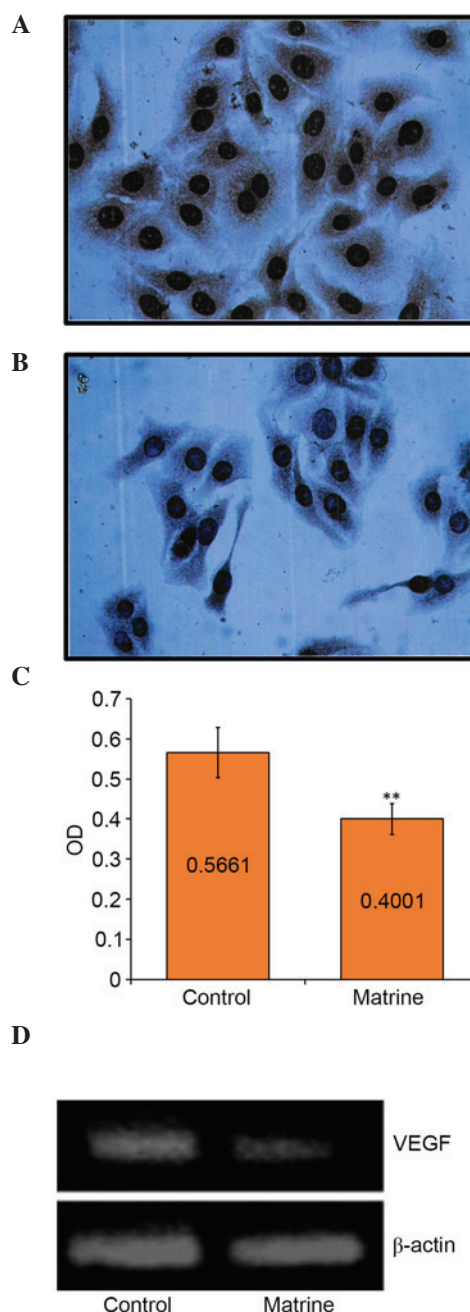 A
B
C
0.7
0.6
0.5
0.4
0.3
0.2
0.1
0
OD
0.5661
**
0.4001
Control Matrine
D
VEGF
β-actin
Control Matrine